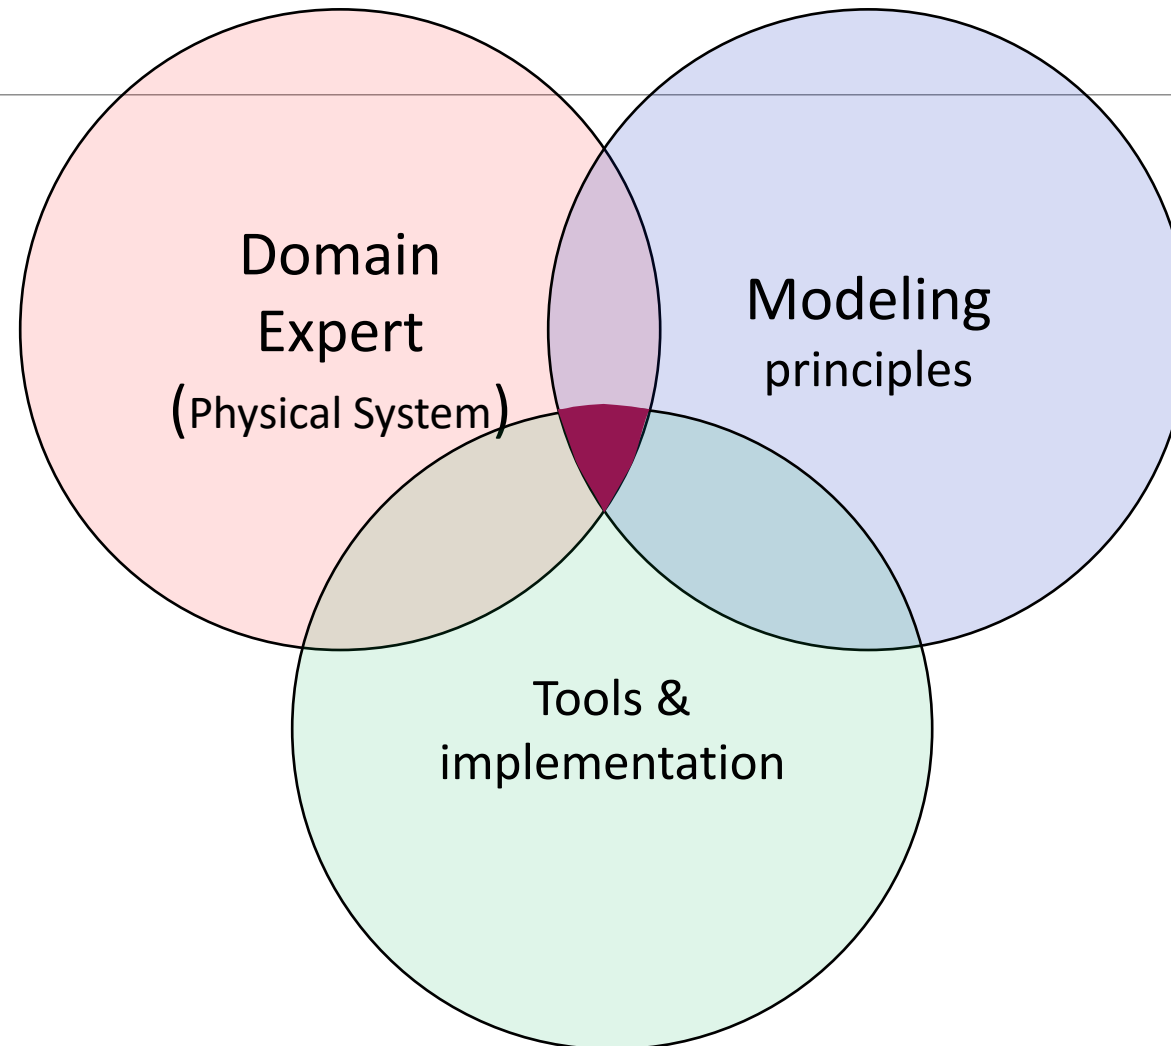 Domain
Expert
(Physical System)
Modeling
principles
Tools &
implementation